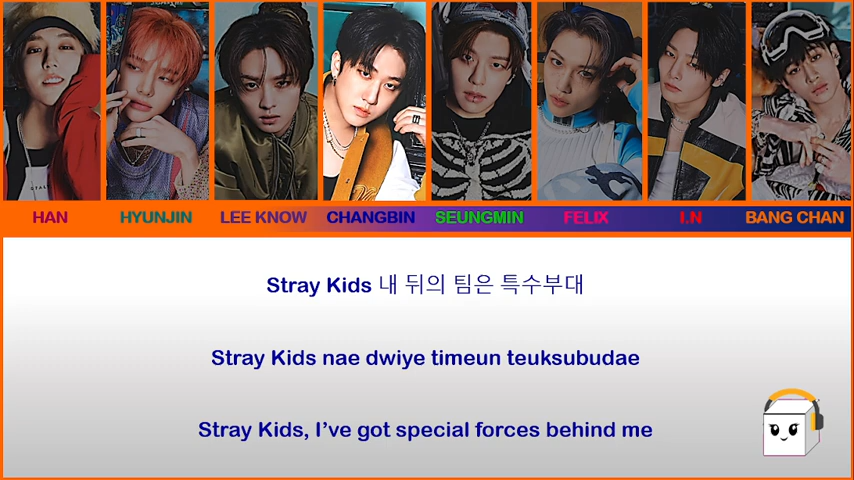 HAN HYUNJIN LEE KNOW CHANGBIN SEUNGMIN FELIX I.N BANG CHAN
Stray Kids 내 뒤의 팀은 특수부대
Stray Kids nae dwiye timeun teuksubudae
Stray Kids, I've got special forces behind me